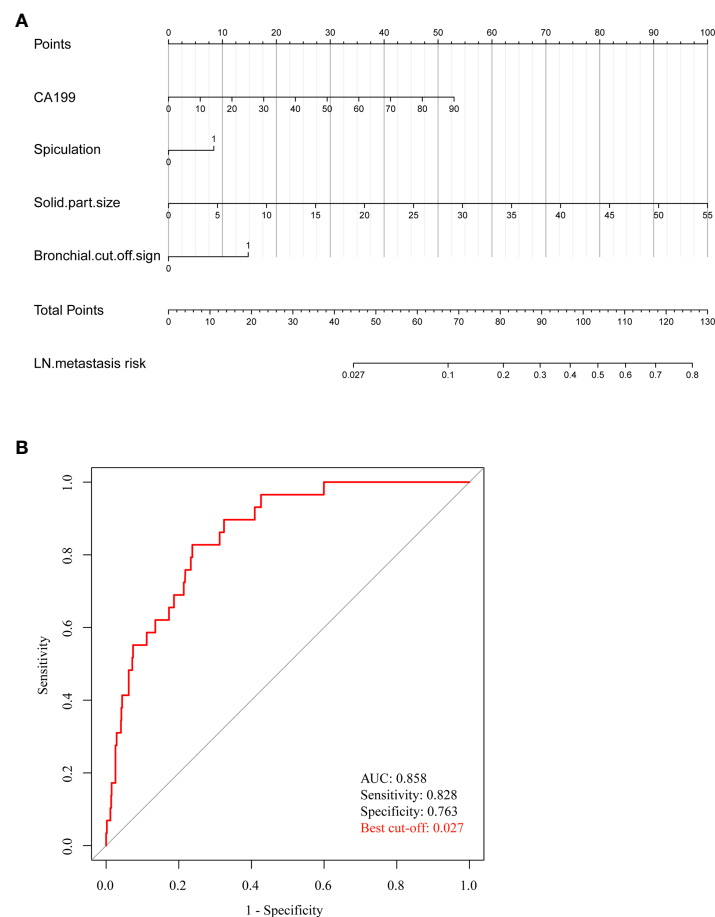 A
Points
0 10 20 30 40 50 60 70 80 90 100
CA199
0 10 20 30 40 50 60 70 80 90
Spiculation
1
0
Solid.part.size
0 5 10 15 20 25 30 35 40 45 50 55
Bronchial.cut.off.sign
1
0
Total Points
0 10 20 30 40 50 60 70 80 90 100 110 120 130
LN.metastasis risk
0.027 0.1 0.2 0.3 0.4 0.5 0.6 0.7 0.8
B
Sensitivity
1.0
0.8
0.6
0.4
0.2
0.0
AUC: 0.858
Sensitivity: 0.828
Specificity: 0.763
Best cut-off: 0.027
0.0 0.2 0.4 0.6 0.8 1.0
1 - Specificity